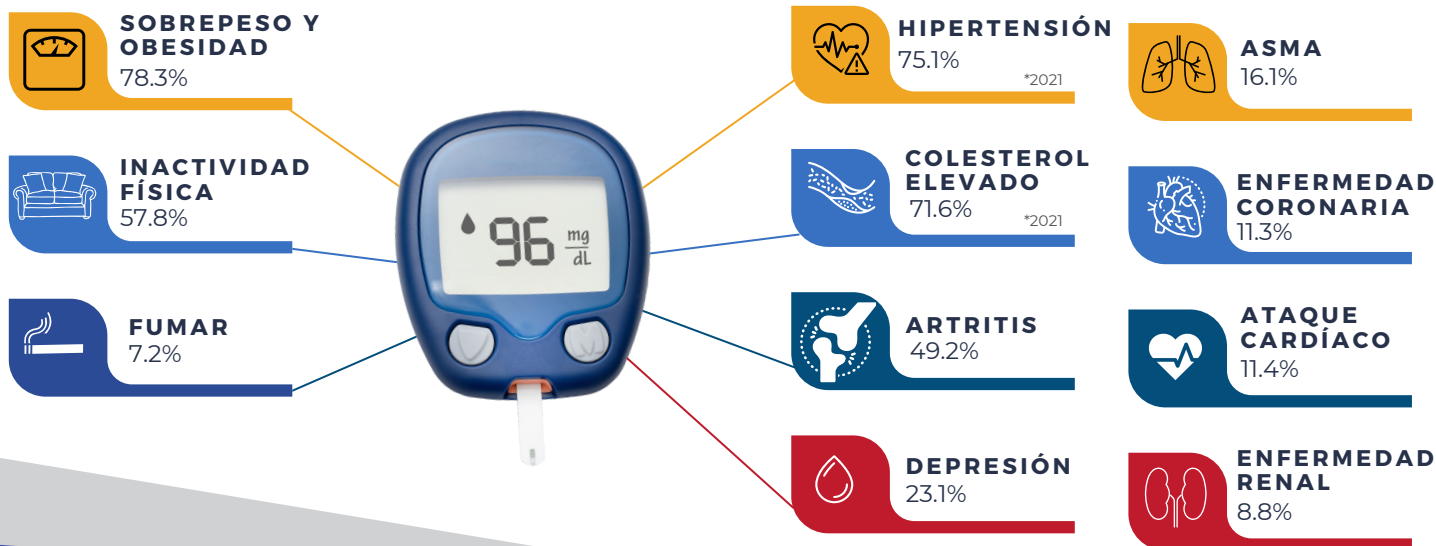 SOBREPESO Y
OBESIDAD
78.3%
INACTIVIDAD
FÍSICA
57.8%
FUMAR
7.2%
96 mg
dL
HIPERTENSIÓN
75.1%
*2021
COLESTEROL
ELEVADO
71.6%
*2021
ARTRITIS
49.2%
DEPRESIÓN
23.1%
ASMA
16.1%
ENFERMEDAD
CORONARIA
11.3%
ATAQUE
CARDÍACO
11.4%
ENFERMEDAD
RENAL
8.8%